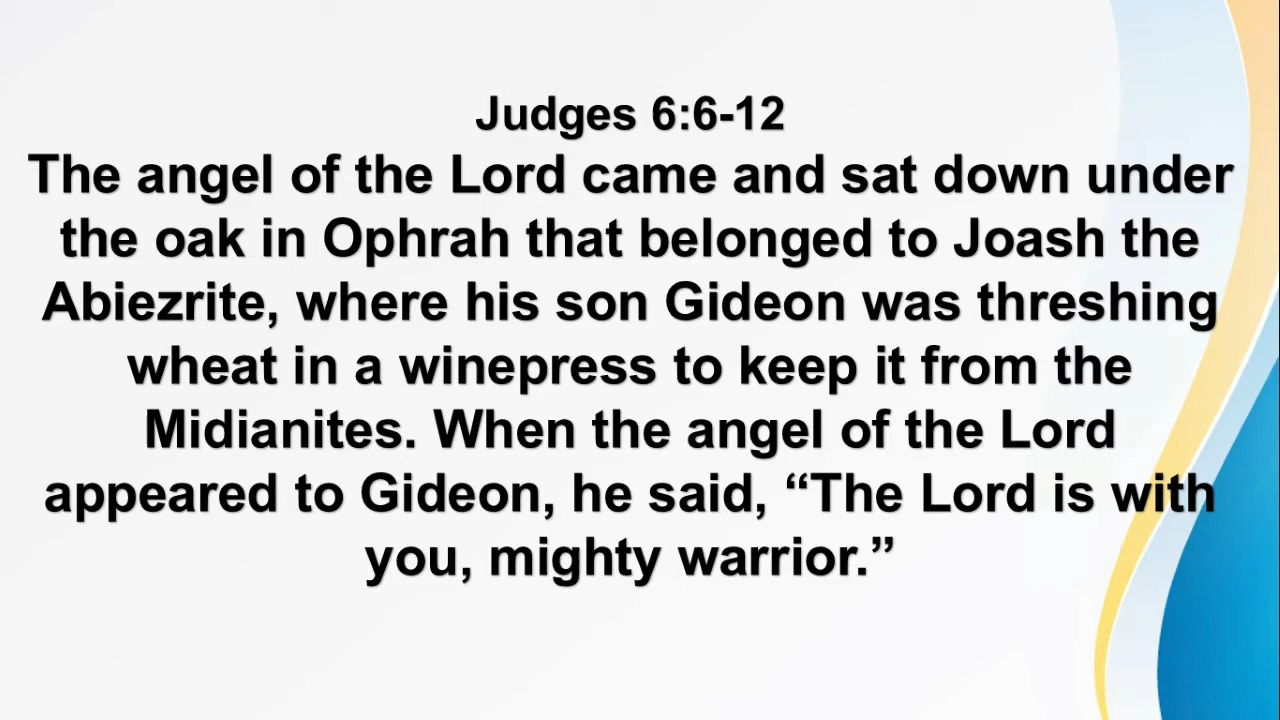 Judges 6:6-12
The angel of the Lord came and sat down under
the oak in Ophrah that belonged to Joash the
Abiezrite, where his son Gideon was threshing
wheat in a winepress to keep it from the
Midianites. When the angel of the Lord
appeared to Gideon, he said, “The Lord is with
you, mighty warrior.”